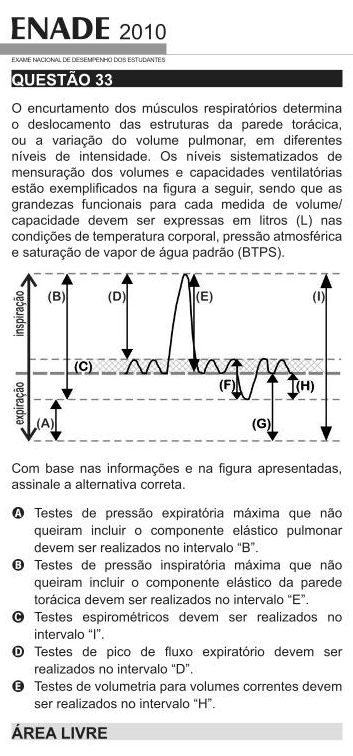 ENADE 2010
EXAME NACIONAL DE DESEMPENHO DOS ESTUDANTES
QUESTÃO 33
O encurtamento dos músculos respiratórios determina
o deslocamento das estruturas da parede torácica,
ou a variação do volume pulmonar, em diferentes
níveis de intensidade. Os níveis sistematizados de
mensuração dos volumes e capacidades ventilatórias
estão exemplificados na figura a seguir, sendo que as
grandezas funcionais para cada medida de volume/
capacidade devem ser expressas em litros (L) nas
condições de temperatura corporal, pressão atmosférica
e saturação de vapor de água padrão (BTPS).
inspiração
(B) (D) (E) (I)
(C)
expiração
(F) (H)
(A) (G)
Com base nas informações e na figura apresentadas,
assinale a alternativa correta.
A Testes de pressão expiratória máxima que não
queiram incluir o componente elástico pulmonar
devem ser realizados no intervalo “B”.
B Testes de pressão inspiratória máxima que não
queiram incluir o componente elástico da parede
torácica devem ser realizados no intervalo “E”.
C Testes espirométricos devem ser realizados no
intervalo “I”.
D Testes de pico de fluxo expiratório devem ser
realizados no intervalo “D”.
E Testes de volumetria para volumes correntes devem
ser realizados no intervalo “H”.
ÁREA LIVRE